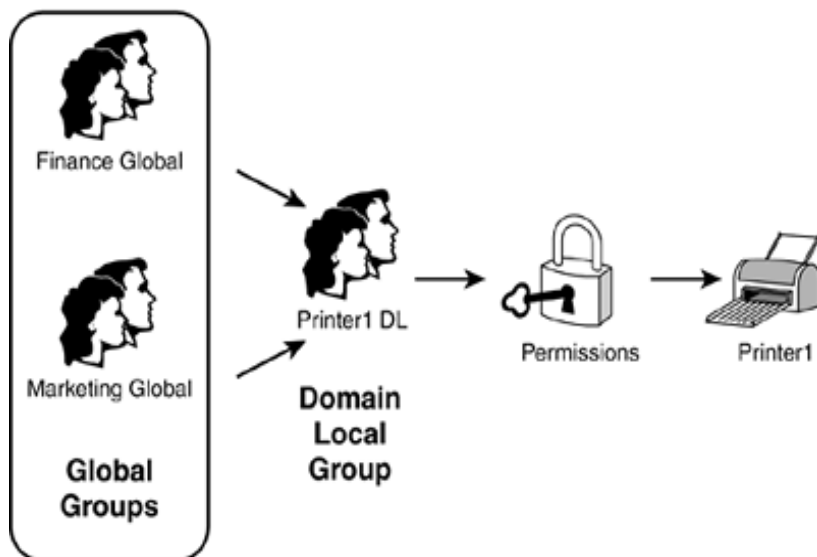 Finance Global
Marketing Global
Global
Groups
Printer1 DL
Domain
Local
Group
Permissions
Printer1